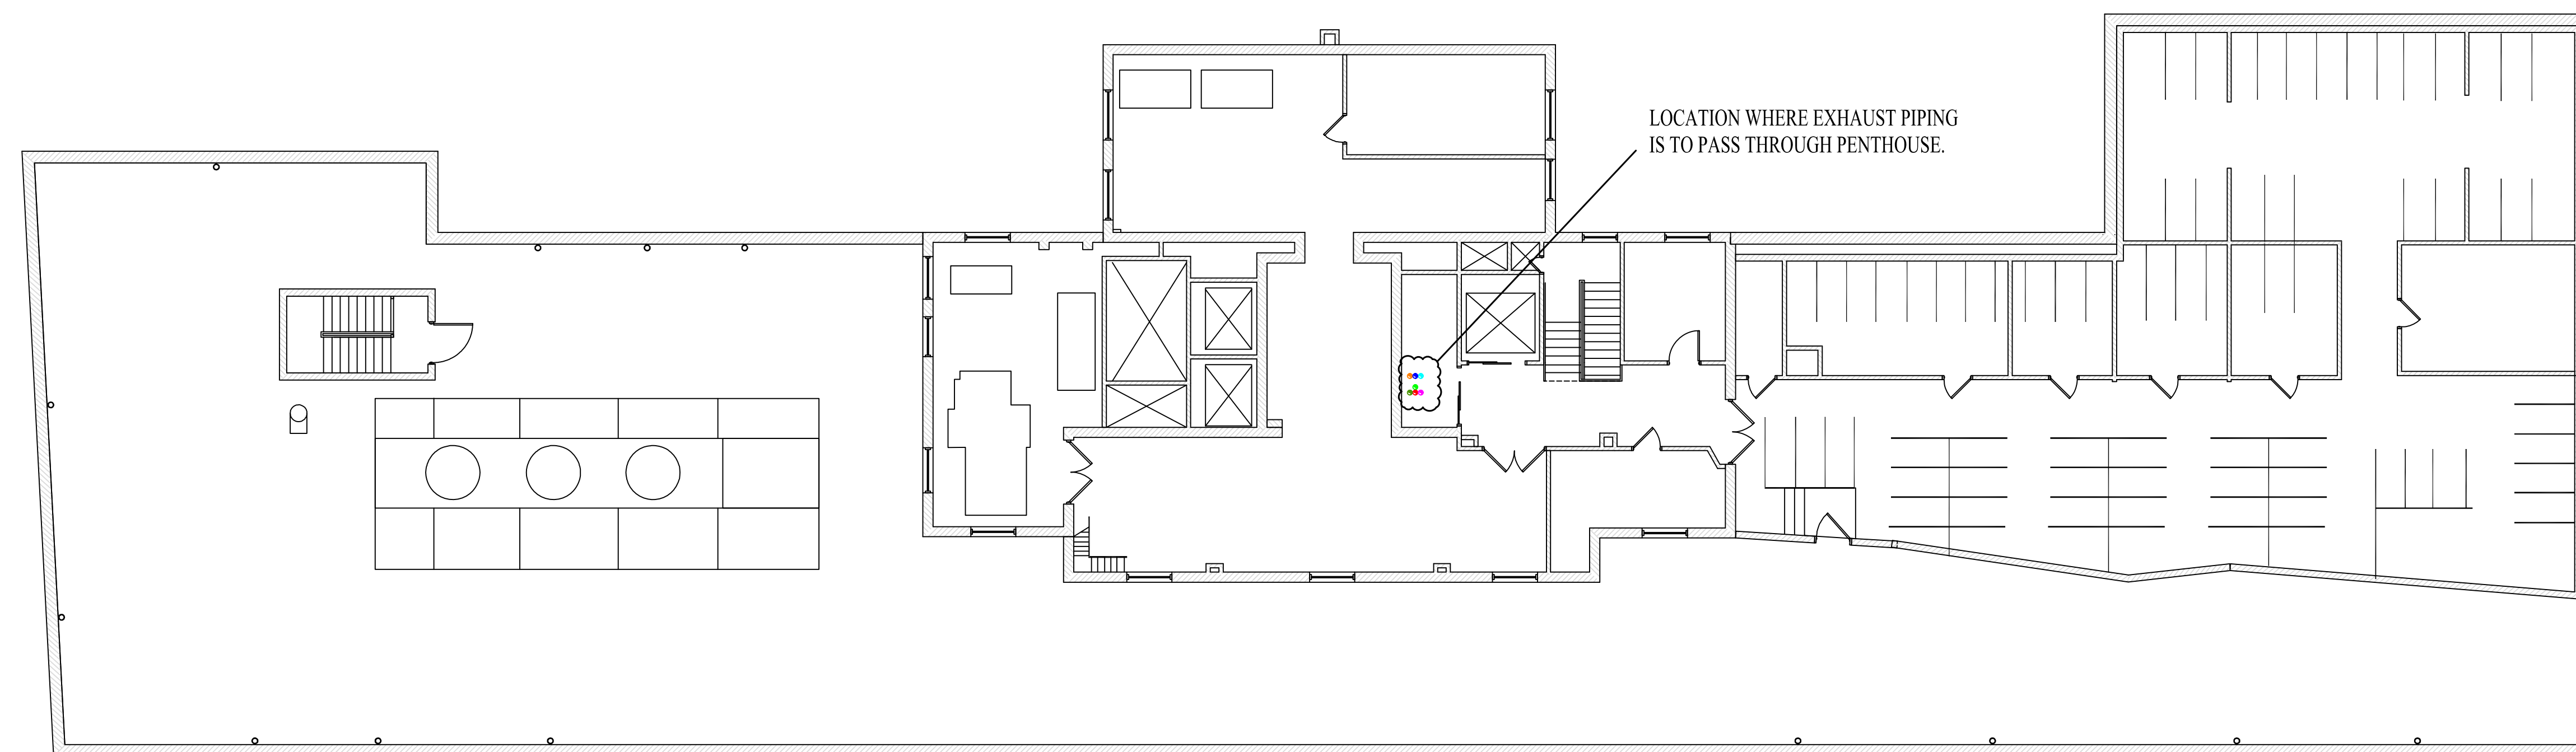 LOCATION WHERE EXHAUST PIPING
IS TO PASS THROUGH PENTHOUSE.